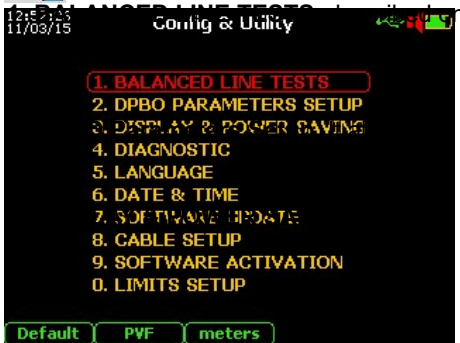 12:52:23
11/03/15
Config & Utility
1. BALANCED LINE TESTS
2. DPBO PARAMETERS SETUP
3. DISPLAY & POWER SAVING
4. DIAGNOSTIC
5. LANGUAGE
6. DATE & TIME
7. SOFTWARE UPDATE
8. CABLE SETUP
9. SOFTWARE ACTIVATION
0. LIMITS SETUP
Default PVF meters